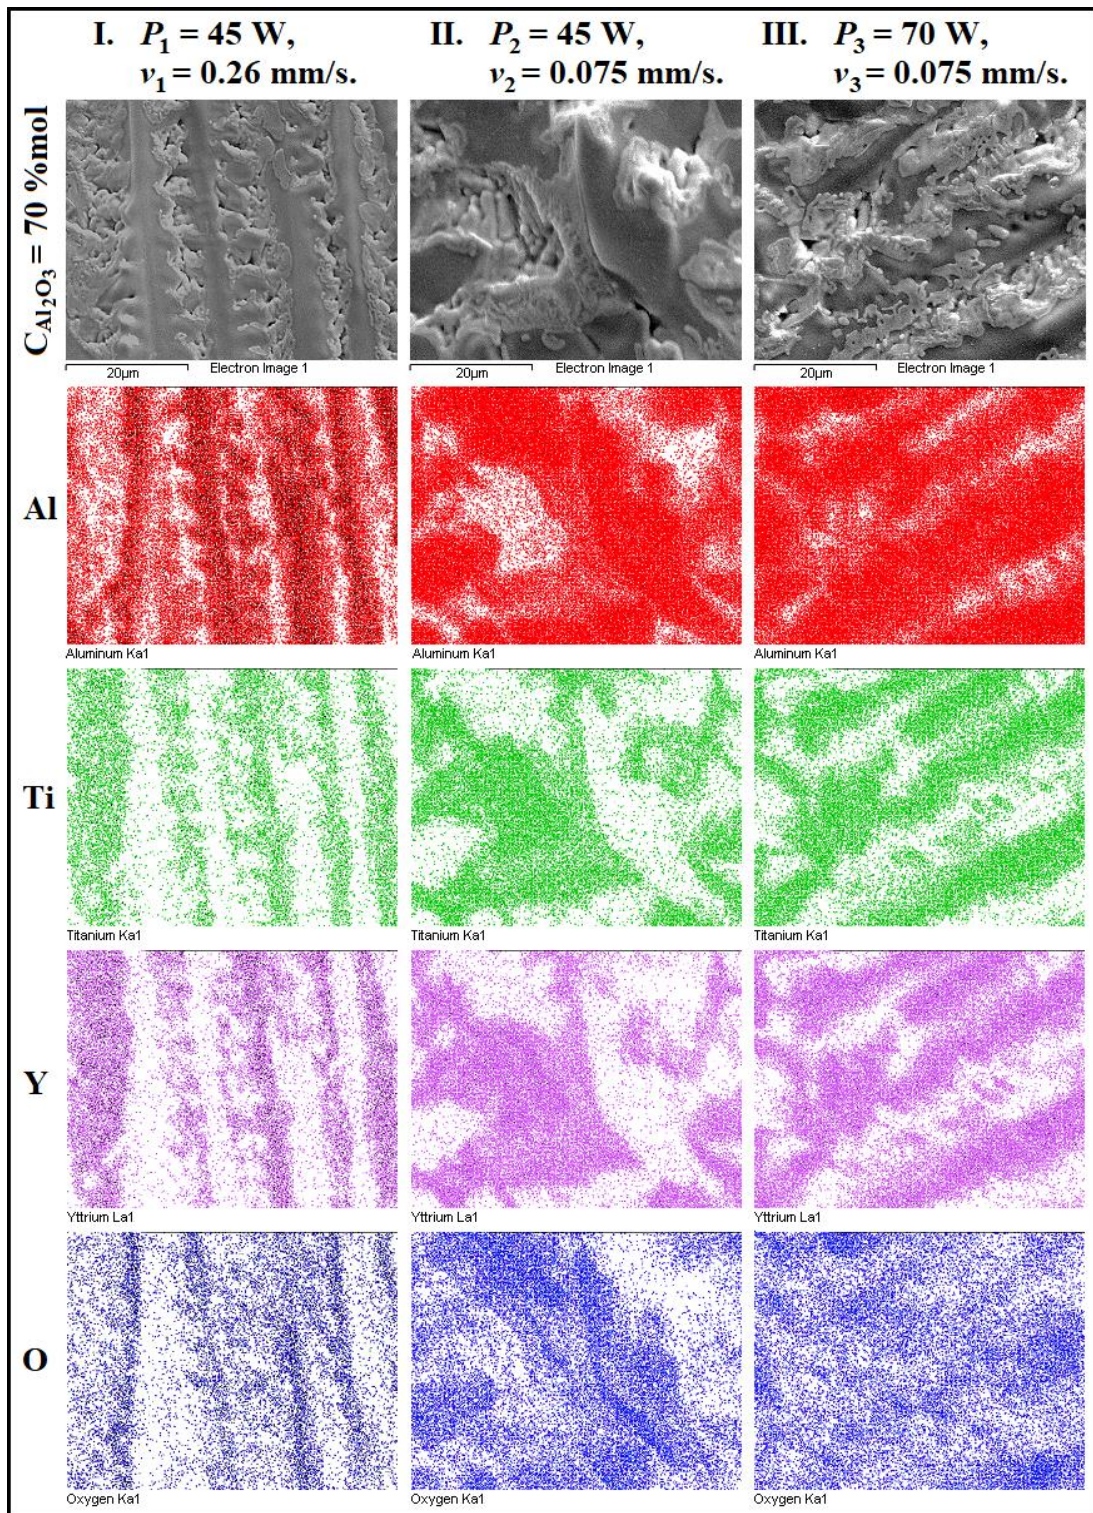 I. P₁ = 45 W,
v₁ = 0.26 mm/s.
II. P₂ = 45 W,
v₂ = 0.075 mm/s.
III. P₃ = 70 W,
v₃ = 0.075 mm/s.
C_Al₂O₃ = 70 %mol
20µm Electron Image 1
20µm Electron Image 1
20µm Electron Image 1
Al
Aluminum Ka1
Aluminum Ka1
Aluminum Ka1
Ti
Titanium Ka1
Titanium Ka1
Titanium Ka1
Y
Yttrium La1
Yttrium La1
Yttrium La1
O
Oxygen Ka1
Oxygen Ka1
Oxygen Ka1